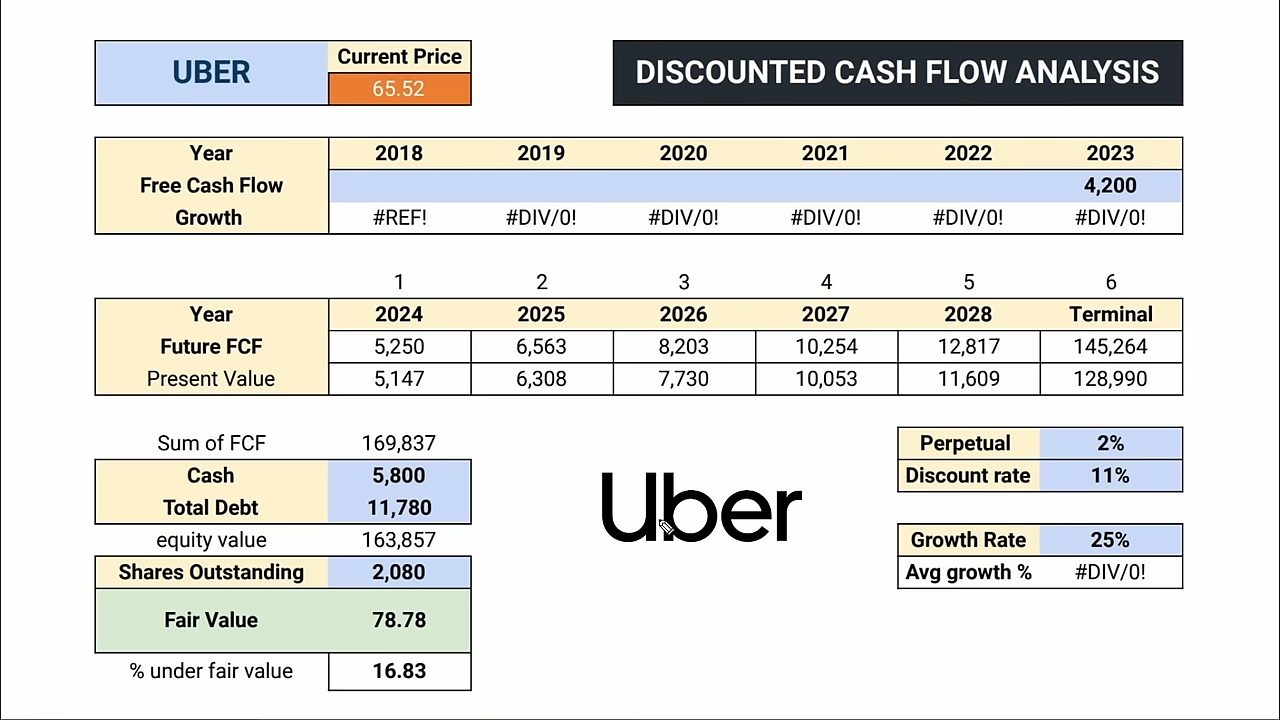 UBER Current Price DISCOUNTED CASH FLOW ANALYSIS
65.52
Year 2018 2019 2020 2021 2022 2023
Free Cash Flow 4,200
Growth #REF! #DIV/0! #DIV/0! #DIV/0! #DIV/0! #DIV/0!
1 2 3 4 5 6
Year 2024 2025 2026 2027 2028 Terminal
Future FCF 5,250 6,563 8,203 10,254 12,817 145,264
Present Value 5,147 6,308 7,730 10,053 11,609 128,990
Sum of FCF 169,837 Perpetual 2%
Cash 5,800 Discount rate 11%
Total Debt 11,780 Uber
equity value 163,857 Growth Rate 25%
Shares Outstanding 2,080 Avg growth % #DIV/0!
Fair Value 78.78
% under fair value 16.83